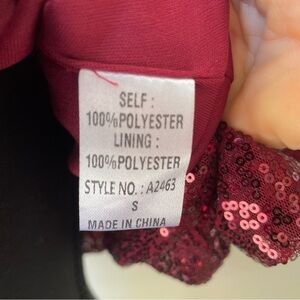 SELF :
100%POLYESTER
LINING :
100%POLYESTER
STYLE NO. : A2463
S
MADE IN CHINA